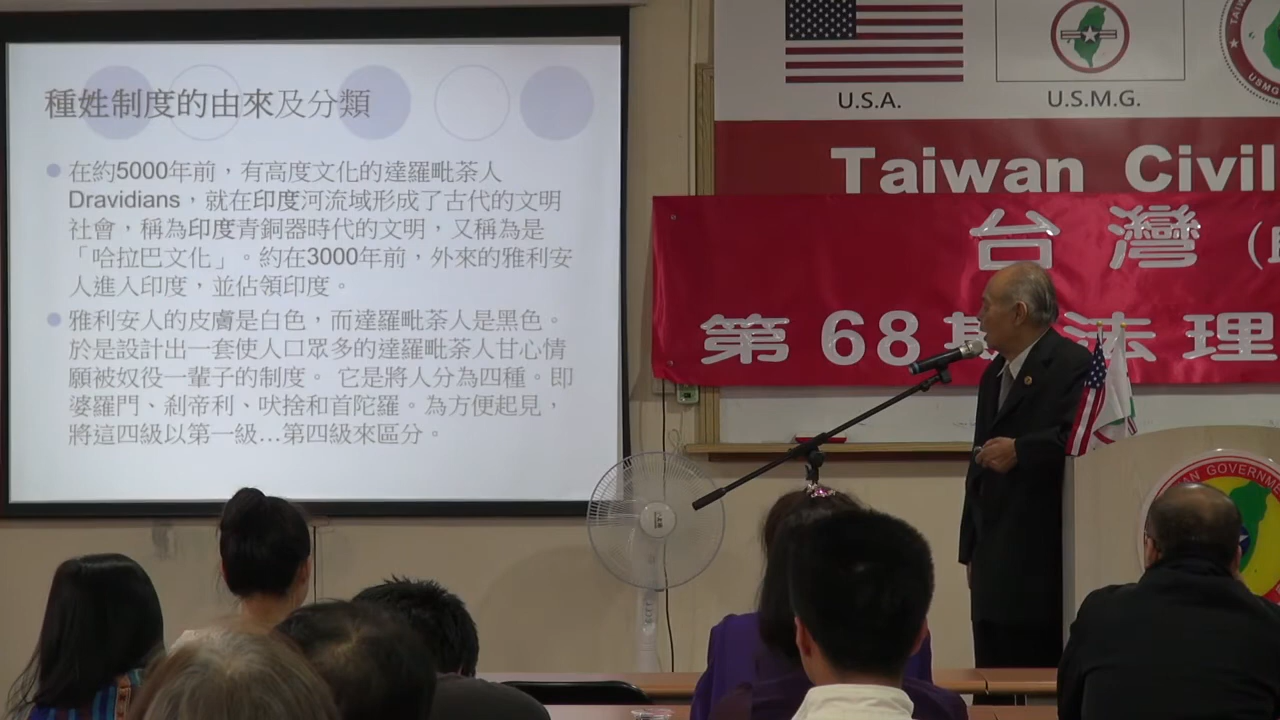 種姓制度的由來及分類
在約5000年前，有高度文化的達羅毗荼人
Dravidians，就在印度河流域形成了古代的文明
社會，稱為印度青銅器時代的文明，又稱為是
「哈拉巴文化」。約在3000年前，外來的雅利安
人進入印度，並佔領印度。
雅利安人的皮膚是白色，而達羅毗荼人是黑色。
於是設計出一套使人口眾多的達羅毗荼人甘心情
願被奴役一輩子的制度。 它是將人分為四種。即
婆羅門、剎帝利、吠捨和首陀羅。為方便起見，
將這四級以第一級...第四級來區分。
U.S.A.
U.S.M.G.
Taiwan Civil
台灣
第68期法理
GOVERNME